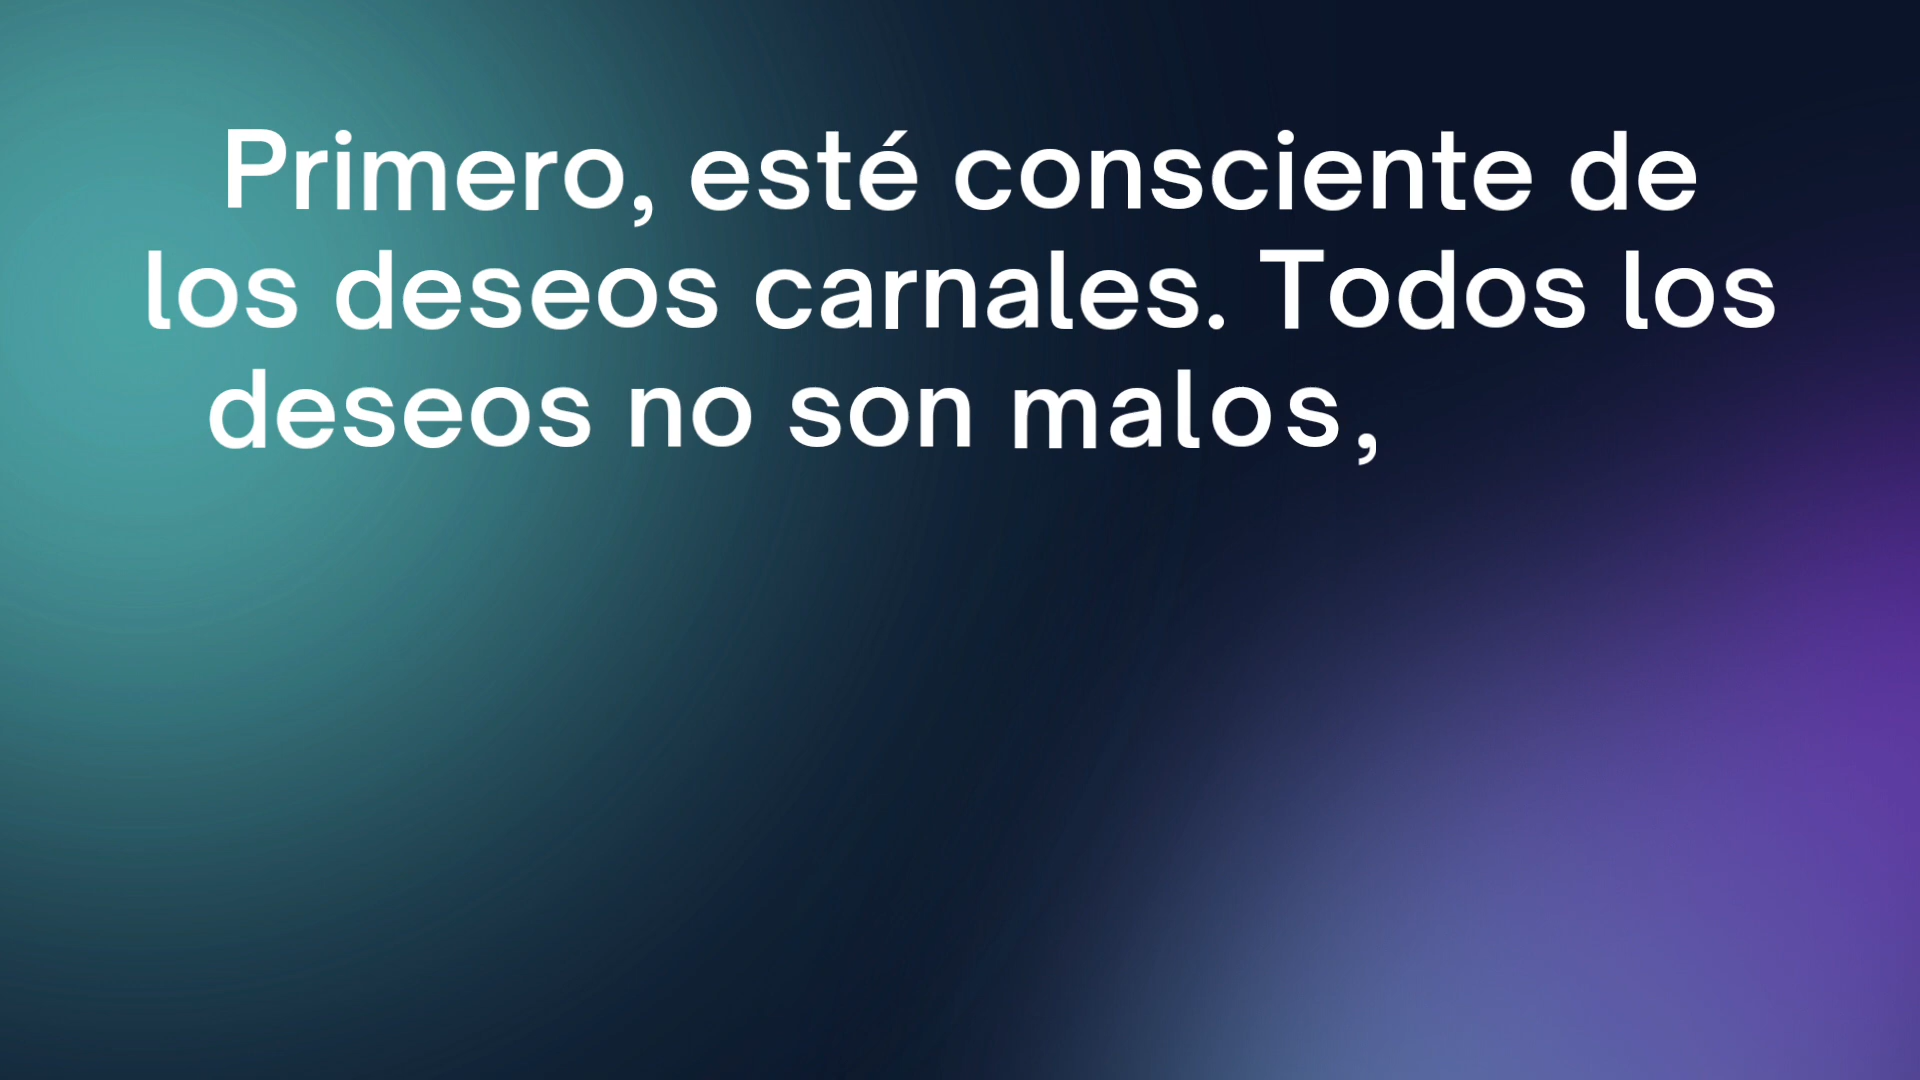 Primero, esté consciente de
los deseos carnales. Todos los
deseos no son malos,